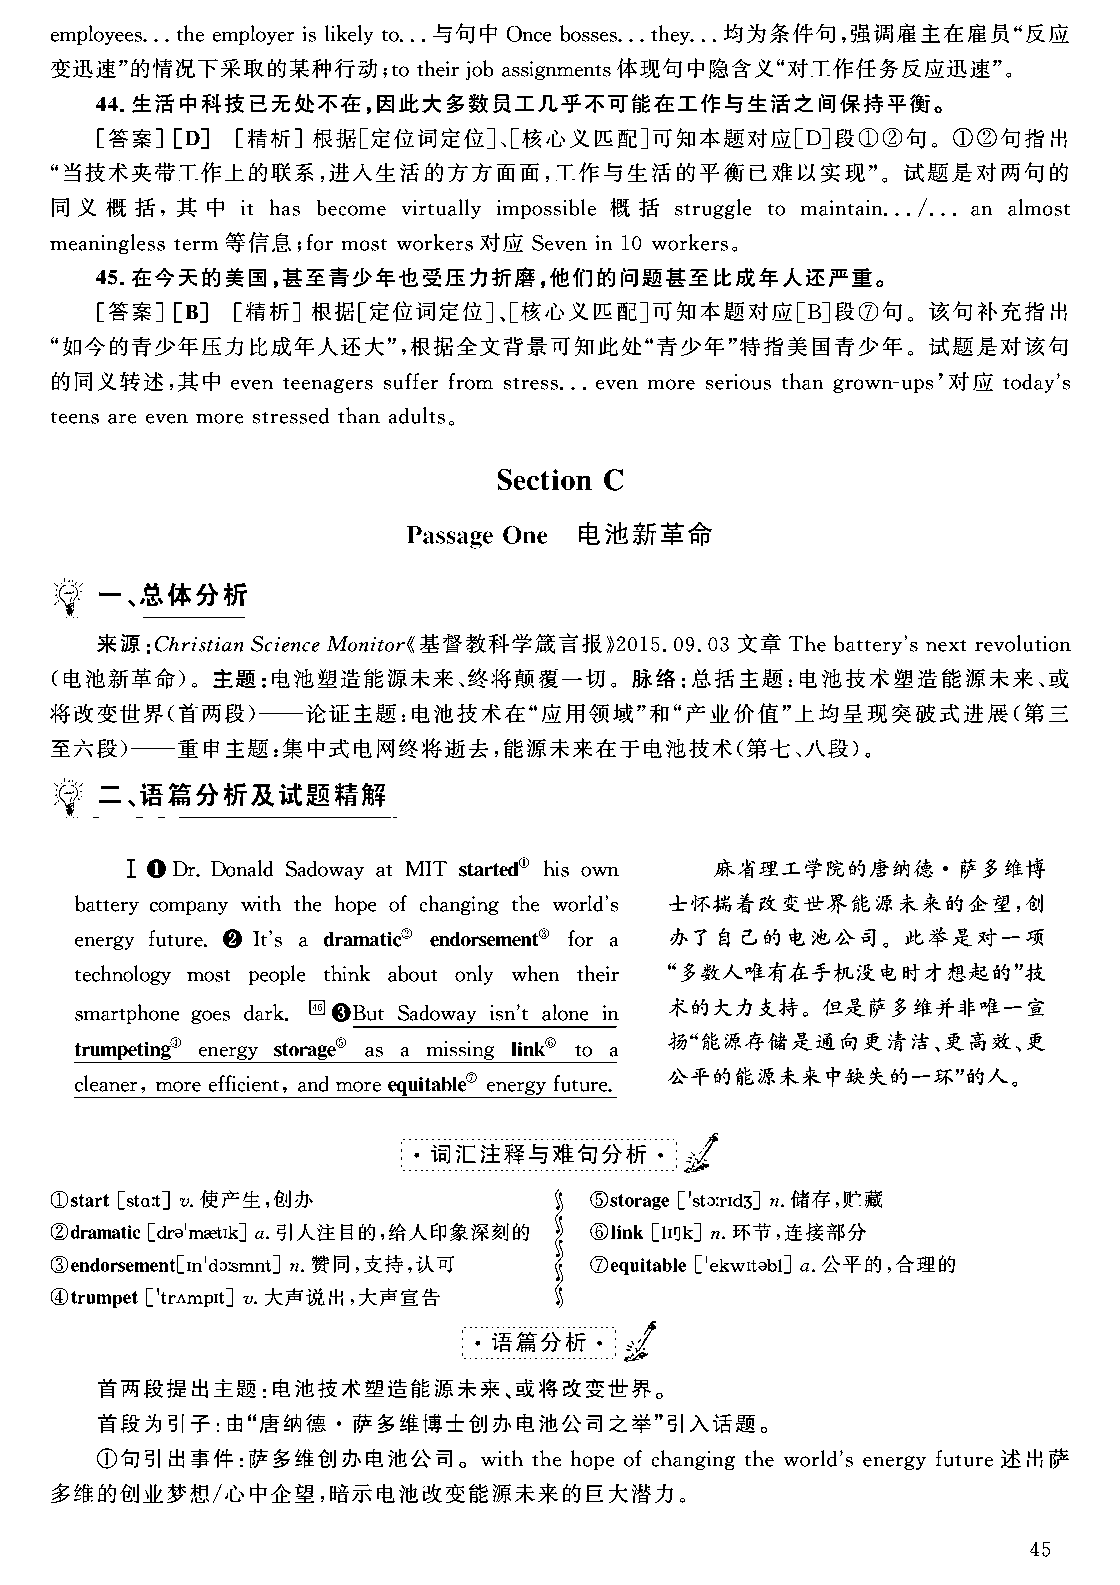 employees...the employer is likely to...与句中 Once bosses...they...均为条件句,强调雇主在雇员“反应
变迅速”的情况下采取的某种行动;to their job assignments 体现句中隐含义“对工作任务反应迅速”。
44. 生活中科技已无处不在,因此大多数员工几乎不可能在工作与生活之间保持平衡。
[答案][D] [精析] 根据[定位词定位]、[核心义匹配]可知本题对应[D]段①②句。①②句指出
“当技术夹带工作上的联系,进入生活的方方面面,工作与生活的平衡已难以实现”。试题是对两句的
同义概括,其中 it has become virtually impossible 概括 struggle to maintain.../... an almost
meaningless term 等信息;for most workers 对应 Seven in 10 workers。
45. 在今天的美国,甚至青少年也受压力折磨,他们的问题甚至比成年人还严重。
[答案][B] [精析] 根据[定位词定位]、[核心义匹配]可知本题对应[B]段⑦句。该句补充指出
“如今的青少年压力比成年人还大”,根据全文背景可知此处“青少年”特指美国青少年。试题是对该句
的同义转述,其中 even teenagers suffer from stress...even more serious than grown-ups’对应 today's
teens are even more stressed than adults。
Section C
Passage One 电池新革命
一、总体分析
来源:Christian Science Monitor《基督教科学箴言报》2015.09.03 文章 The battery's next revolution
(电池新革命)。主题:电池塑造能源未来、终将颠覆一切。脉络:总括主题:电池技术塑造能源未来、或
将改变世界(首两段)——论证主题:电池技术在“应用领域”和“产业价值”上均呈现突破式进展(第三
至六段)——重申主题:集中式电网终将逝去,能源未来在于电池技术(第七、八段)。
二、语篇分析及试题精解
Ⅰ ❶ Dr. Donald Sadoway at MIT started① his own
battery company with the hope of changing the world's
energy future. ❷ It's a dramatic② endorsement③ for a
technology most people think about only when their
smartphone goes dark. 46 ❸But Sadoway isn't alone in
trumpeting④ energy storage⑤ as a missing link⑥ to a
cleaner, more efficient, and more equitable⑦ energy future.
麻省理工学院的唐纳德·萨多维博
士怀揣着改变世界能源未来的企望,创
办了自己的电池公司。此举是对一项
“多数人唯有在手机没电时才想起的”技
术的大力支持。但是萨多维并非唯一宣
扬“能源存储是通向更清洁、更高效、更
公平的能源未来中缺失的一环”的人。
·词汇注释与难句分析·
①start [stɑːt] v. 使产生,创办
②dramatic [drəˈmætɪk] a. 引人注目的,给人印象深刻的
③endorsement[ɪnˈdɔːsmnt] n. 赞同,支持,认可
④trumpet [ˈtrʌmpɪt] v. 大声说出,大声宣告
⑤storage [ˈstɔːrɪdʒ] n. 储存,贮藏
⑥link [lɪŋk] n. 环节,连接部分
⑦equitable [ˈekwɪtəbl] a. 公平的,合理的
·语篇分析·
首两段提出主题:电池技术塑造能源未来、或将改变世界。
首段为引子:由“唐纳德·萨多维博士创办电池公司之举”引入话题。
①句引出事件:萨多维创办电池公司。with the hope of changing the world's energy future 述出萨
多维的创业梦想/心中企望,暗示电池改变能源未来的巨大潜力。
45